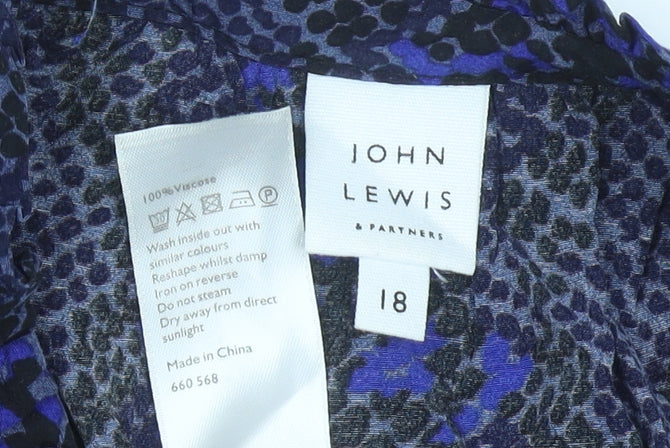 100% Viscose
30 P
Wash inside out with
similar colours
Reshape whilst damp
Iron on reverse
Do not steam
Dry away from direct
sunlight
Made in China
660 568
JOHN
LEWIS
& PARTNERS
18